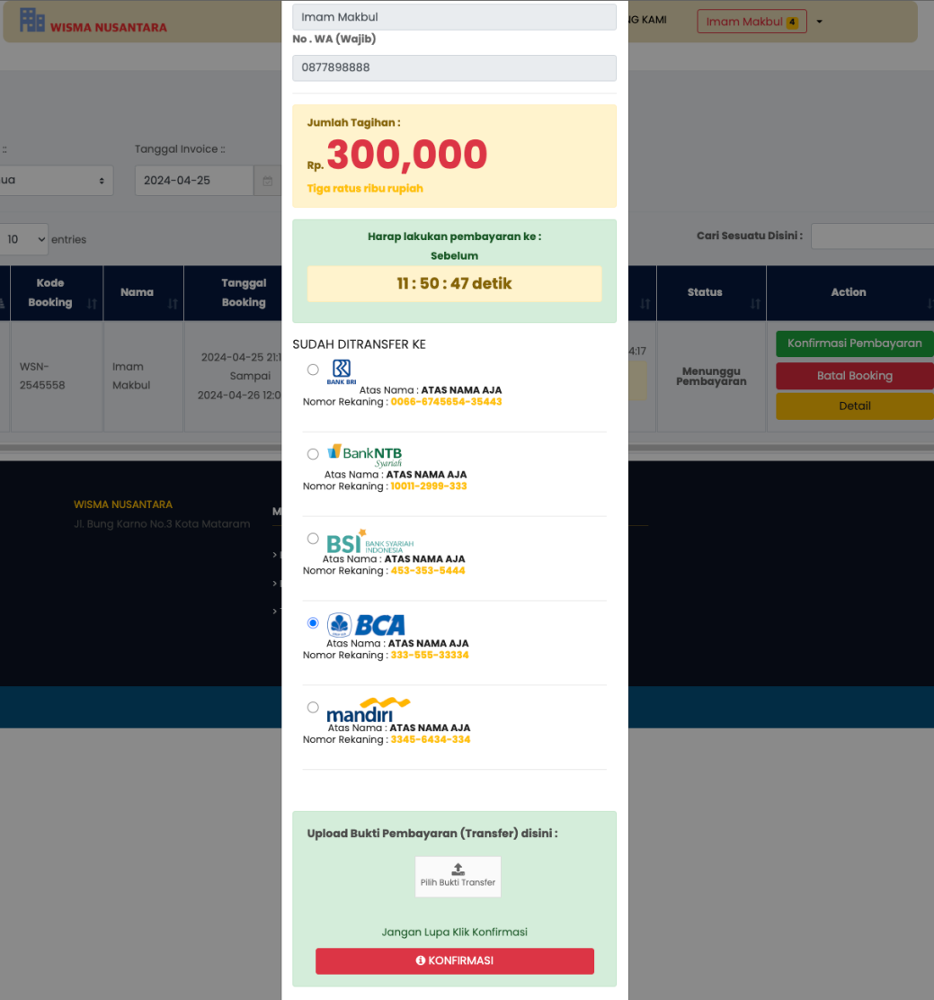 WISMA NUSANTARA
NG KAMI
Imam Makbul 4
Imam Makbul
No . WA (Wajib)
0877898888
Jumlah Tagihan :
Rp. 300,000
Tiga ratus ribu rupiah
Tanggal Invoice ::
2024-04-25
Harap lakukan pembayaran ke :
Sebelum
11 : 50 : 47 detik
10 entries
Cari Sesuatu Disini :
Kode Booking
Nama
Tanggal Booking
Status
Action
WSN-
2545558
Imam
Makbul
2024-04-25 21:1
Sampai
2024-04-26 12:0
4:17
Menunggu
Pembayaran
Konfirmasi Pembayaran
Batal Booking
Detail
SUDAH DITRANSFER KE
BANK BRI
Atas Nama : ATAS NAMA AJA
Nomor Rekaning : 0066-6745654-35443
BankNTB
Syariah
Atas Nama : ATAS NAMA AJA
Nomor Rekaning : 10011-2999-333
BSI BANK SYARIAH
INDONESIA
Atas Nama : ATAS NAMA AJA
Nomor Rekaning : 453-353-5444
BCA
Atas Nama : ATAS NAMA AJA
Nomor Rekaning : 333-555-33334
mandiri
Atas Nama : ATAS NAMA AJA
Nomor Rekaning : 3345-6434-334
WISMA NUSANTARA
Jl. Bung Karno No.3 Kota Mataram
Upload Bukti Pembayaran (Transfer) disini :
Pilih Bukti Transfer
Jangan Lupa Klik Konfirmasi
KONFIRMASI